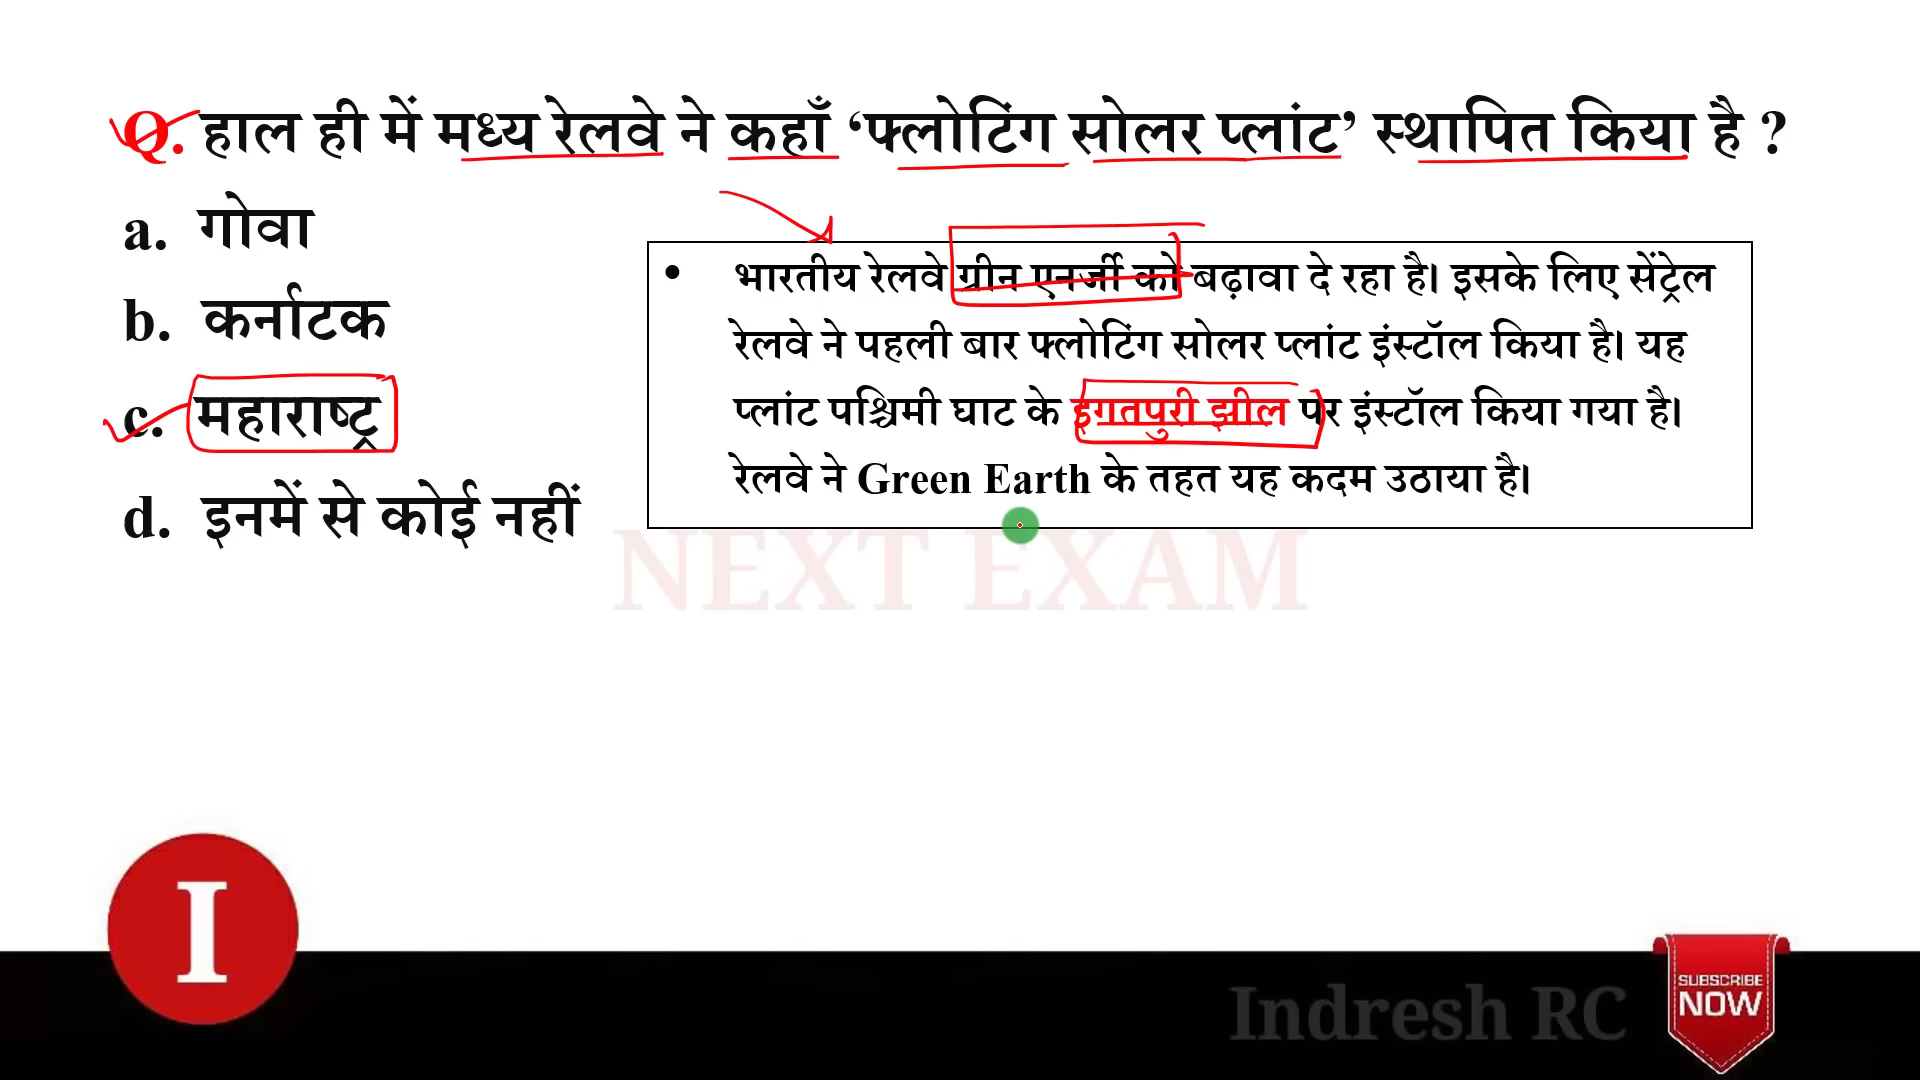 Q. हाल ही में मध्य रेलवे ने कहाँ ‘फ्लोटिंग सोलर प्लांट’ स्थापित किया है ?
a. गोवा
b. कर्नाटक
c. महाराष्ट्र
d. इनमें से कोई नहीं
• भारतीय रेलवे ग्रीन एनर्जी को बढ़ावा दे रहा है। इसके लिए सेंट्रेल
रेलवे ने पहली बार फ्लोटिंग सोलर प्लांट इंस्टॉल किया है। यह
प्लांट पश्चिमी घाट के इगतपुरी झील पर इंस्टॉल किया गया है।
रेलवे ने Green Earth के तहत यह कदम उठाया है।
NEXT EXAM
I
Indresh RC
SUBSCRIBE
NOW